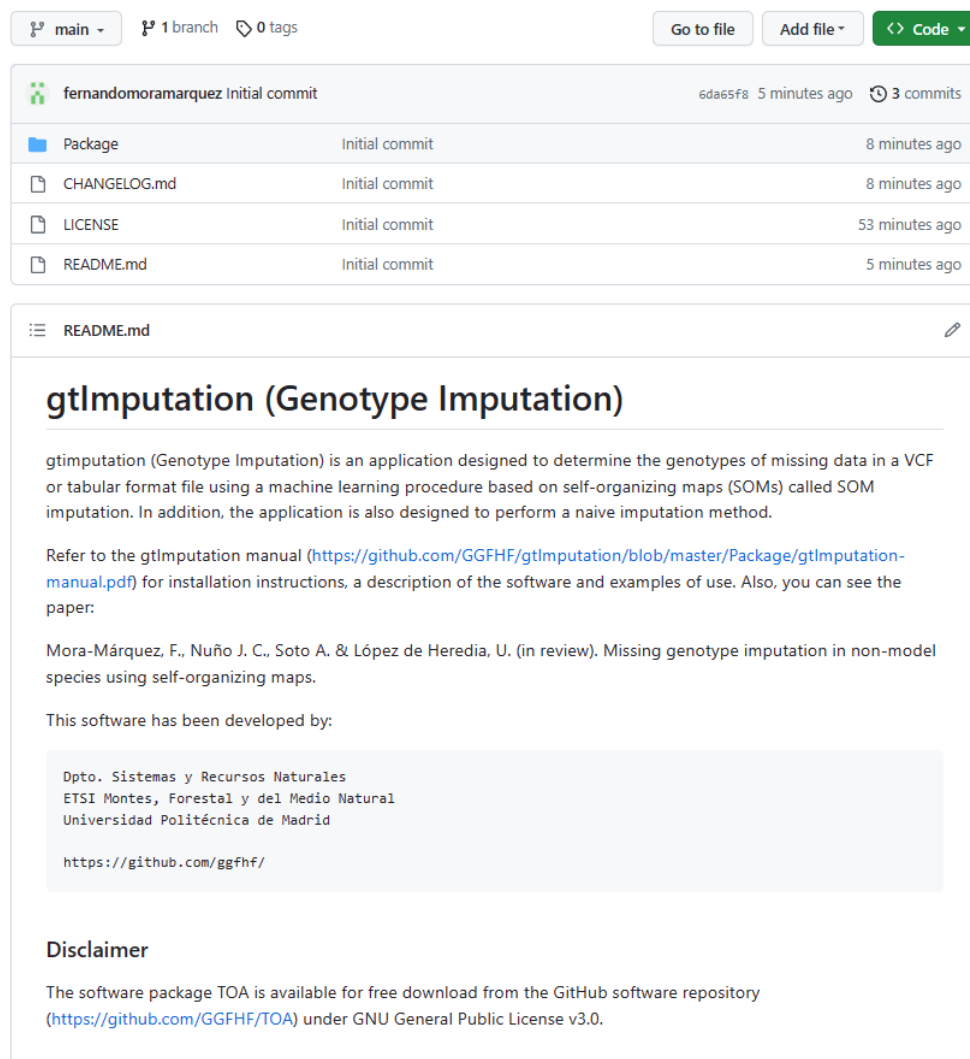 main
1 branch
0 tags
Go to file
Add file
Code
fernandomoramarquez Initial commit
6da65f8 5 minutes ago
3 commits
Package Initial commit 8 minutes ago
CHANGELOG.md Initial commit 8 minutes ago
LICENSE Initial commit 53 minutes ago
README.md Initial commit 5 minutes ago
README.md
gtImputation (Genotype Imputation)
gtimputation (Genotype Imputation) is an application designed to determine the genotypes of missing data in a VCF
or tabular format file using a machine learning procedure based on self-organizing maps (SOMs) called SOM
imputation. In addition, the application is also designed to perform a naive imputation method.
Refer to the gtImputation manual (https://github.com/GGFHF/gtImputation/blob/master/Package/gtImputation-
manual.pdf) for installation instructions, a description of the software and examples of use. Also, you can see the
paper:
Mora-Márquez, F., Nuño J. C., Soto A. & López de Heredia, U. (in review). Missing genotype imputation in non-model
species using self-organizing maps.
This software has been developed by:
Dpto. Sistemas y Recursos Naturales
ETSI Montes, Forestal y del Medio Natural
Universidad Politécnica de Madrid
https://github.com/ggfhf/
Disclaimer
The software package TOA is available for free download from the GitHub software repository
(https://github.com/GGFHF/TOA) under GNU General Public License v3.0.